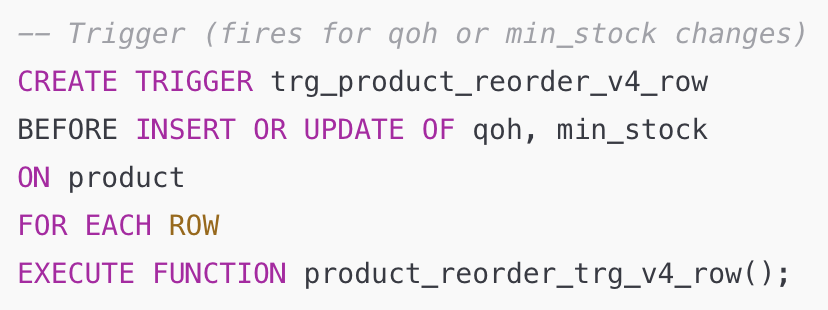 -- Trigger (fires for qoh or min_stock changes)
CREATE TRIGGER trg_product_reorder_v4_row
BEFORE INSERT OR UPDATE OF qoh, min_stock
ON product
FOR EACH ROW
EXECUTE FUNCTION product_reorder_trg_v4_row();